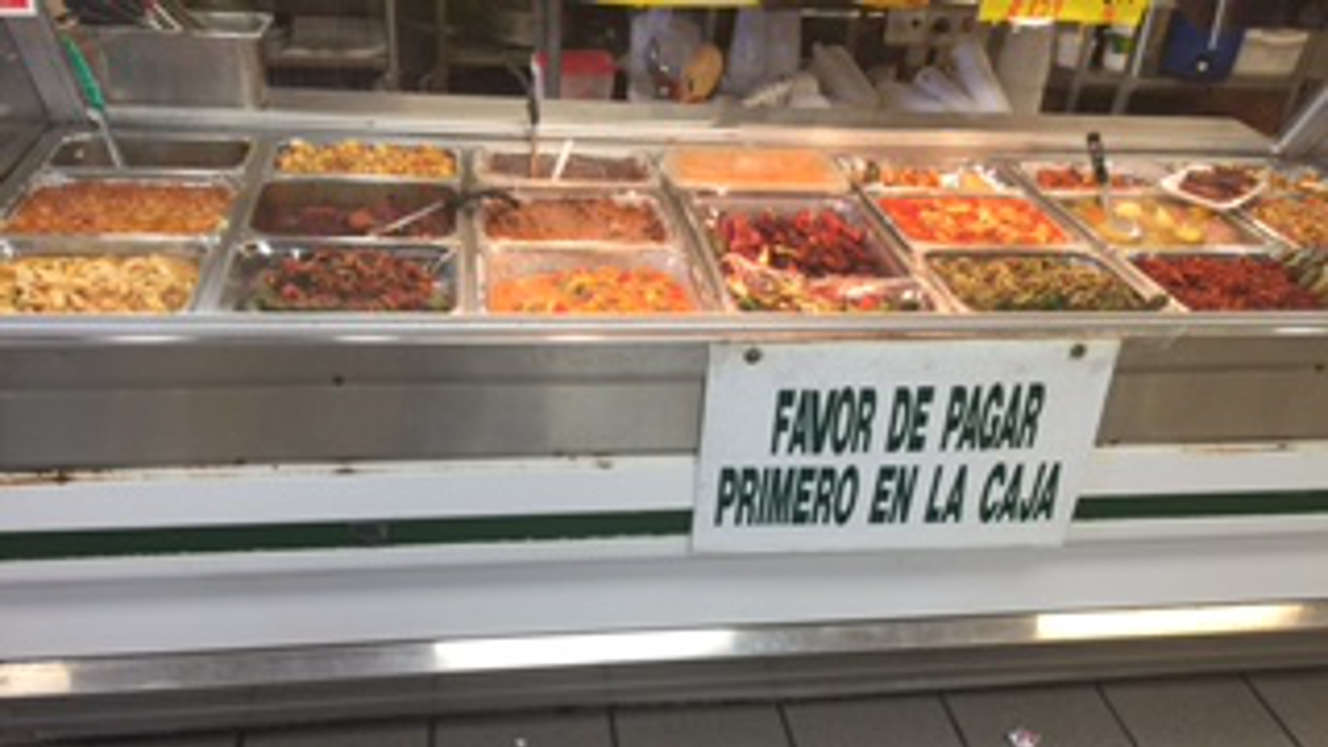 FAVOR DE PAGAR
PRIMERO EN LA CAJA